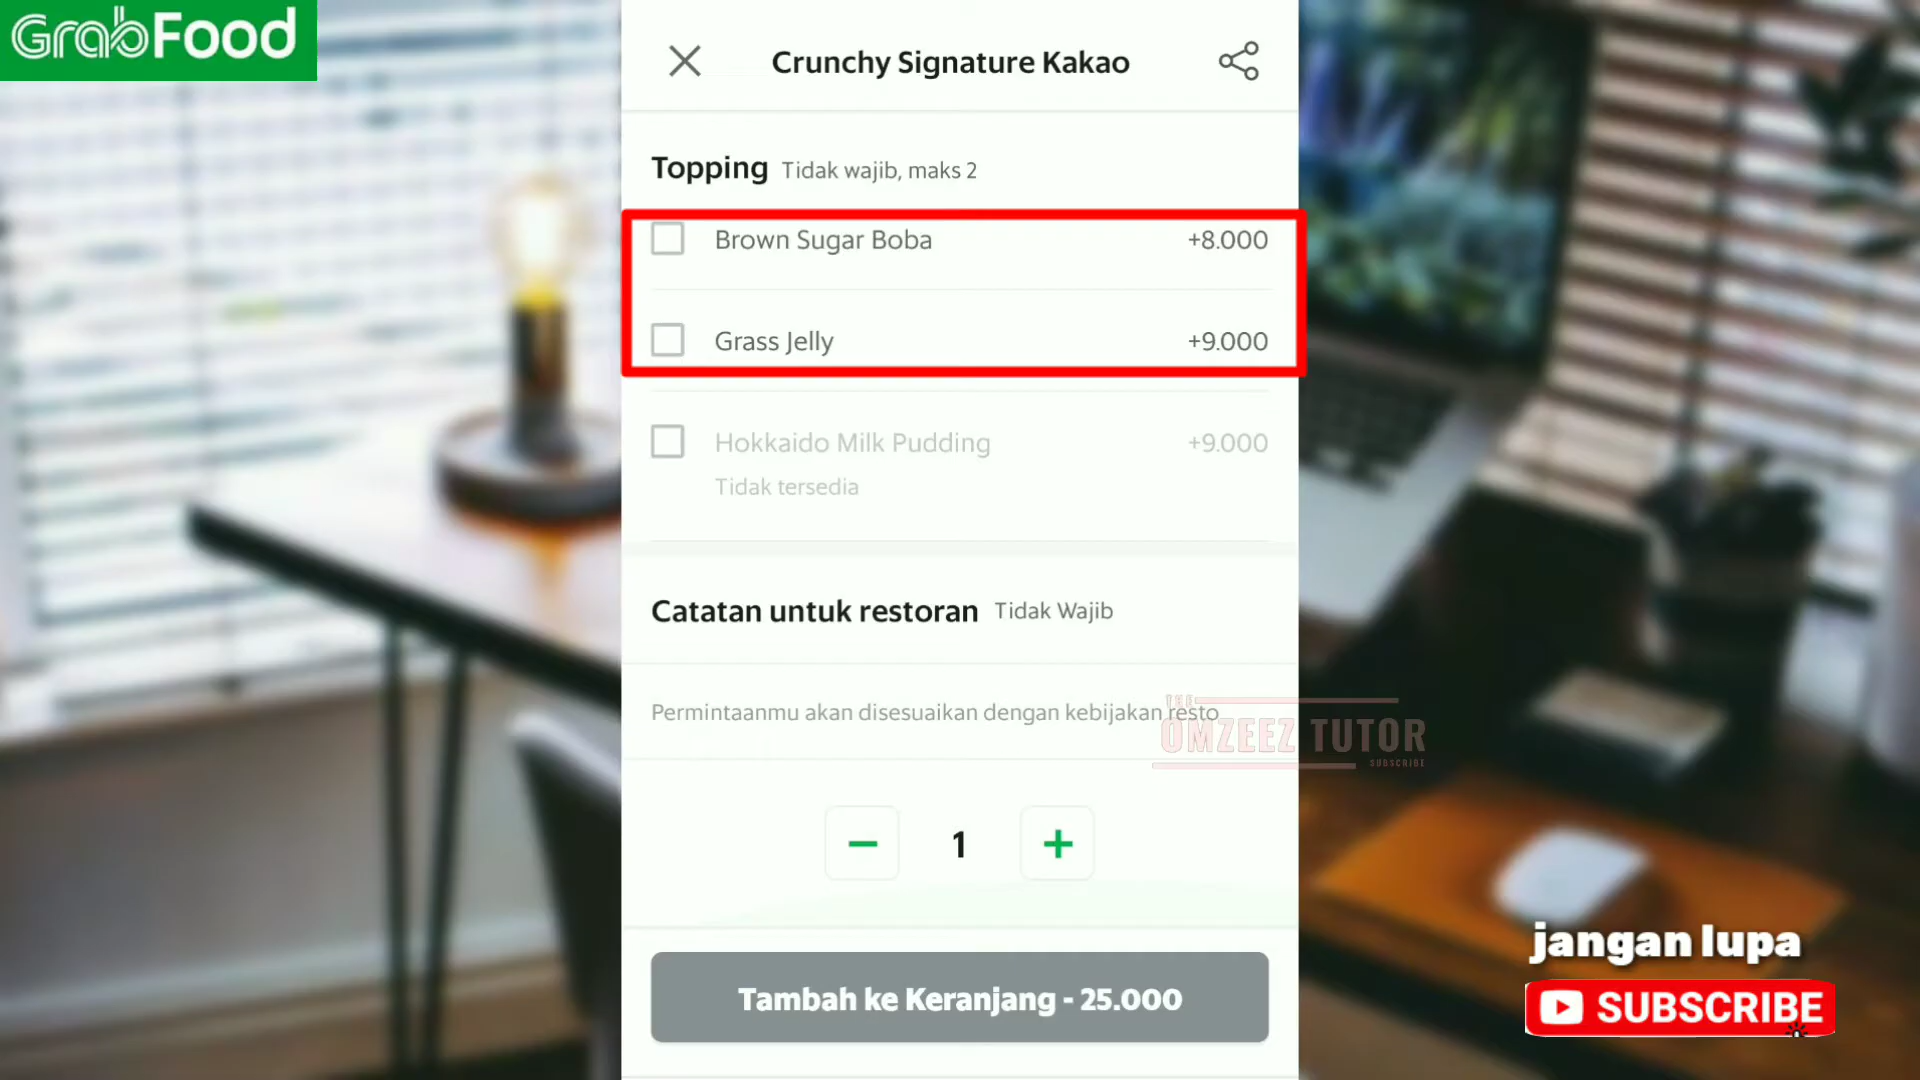 GrabFood
Crunchy Signature Kakao
Topping Tidak wajib, maks 2
Brown Sugar Boba +8.000
Grass Jelly +9.000
Hokkaido Milk Pudding +9.000
Tidak tersedia
Catatan untuk restoran Tidak Wajib
Permintaanmu akan disesuaikan dengan kebijakan resto
THE
OMZEEZ TUTOR
SUBSCRIBE
1
Tambah ke Keranjang - 25.000
jangan lupa
SUBSCRIBE